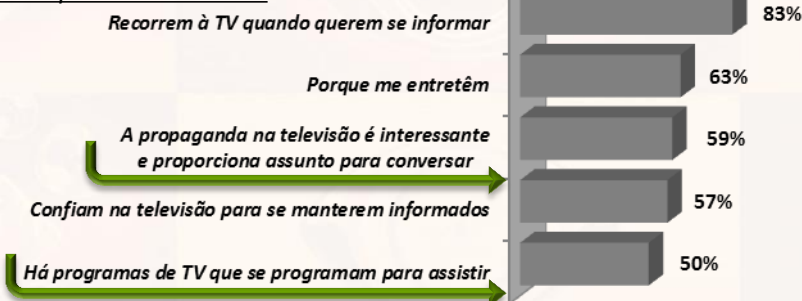 Recorrem à TV quando querem se informar
83%
Porque me entretêm
63%
A propaganda na televisão é interessante
e proporciona assunto para conversar
59%
Confiam na televisão para se manterem informados
57%
Há programas de TV que se programam para assistir
50%